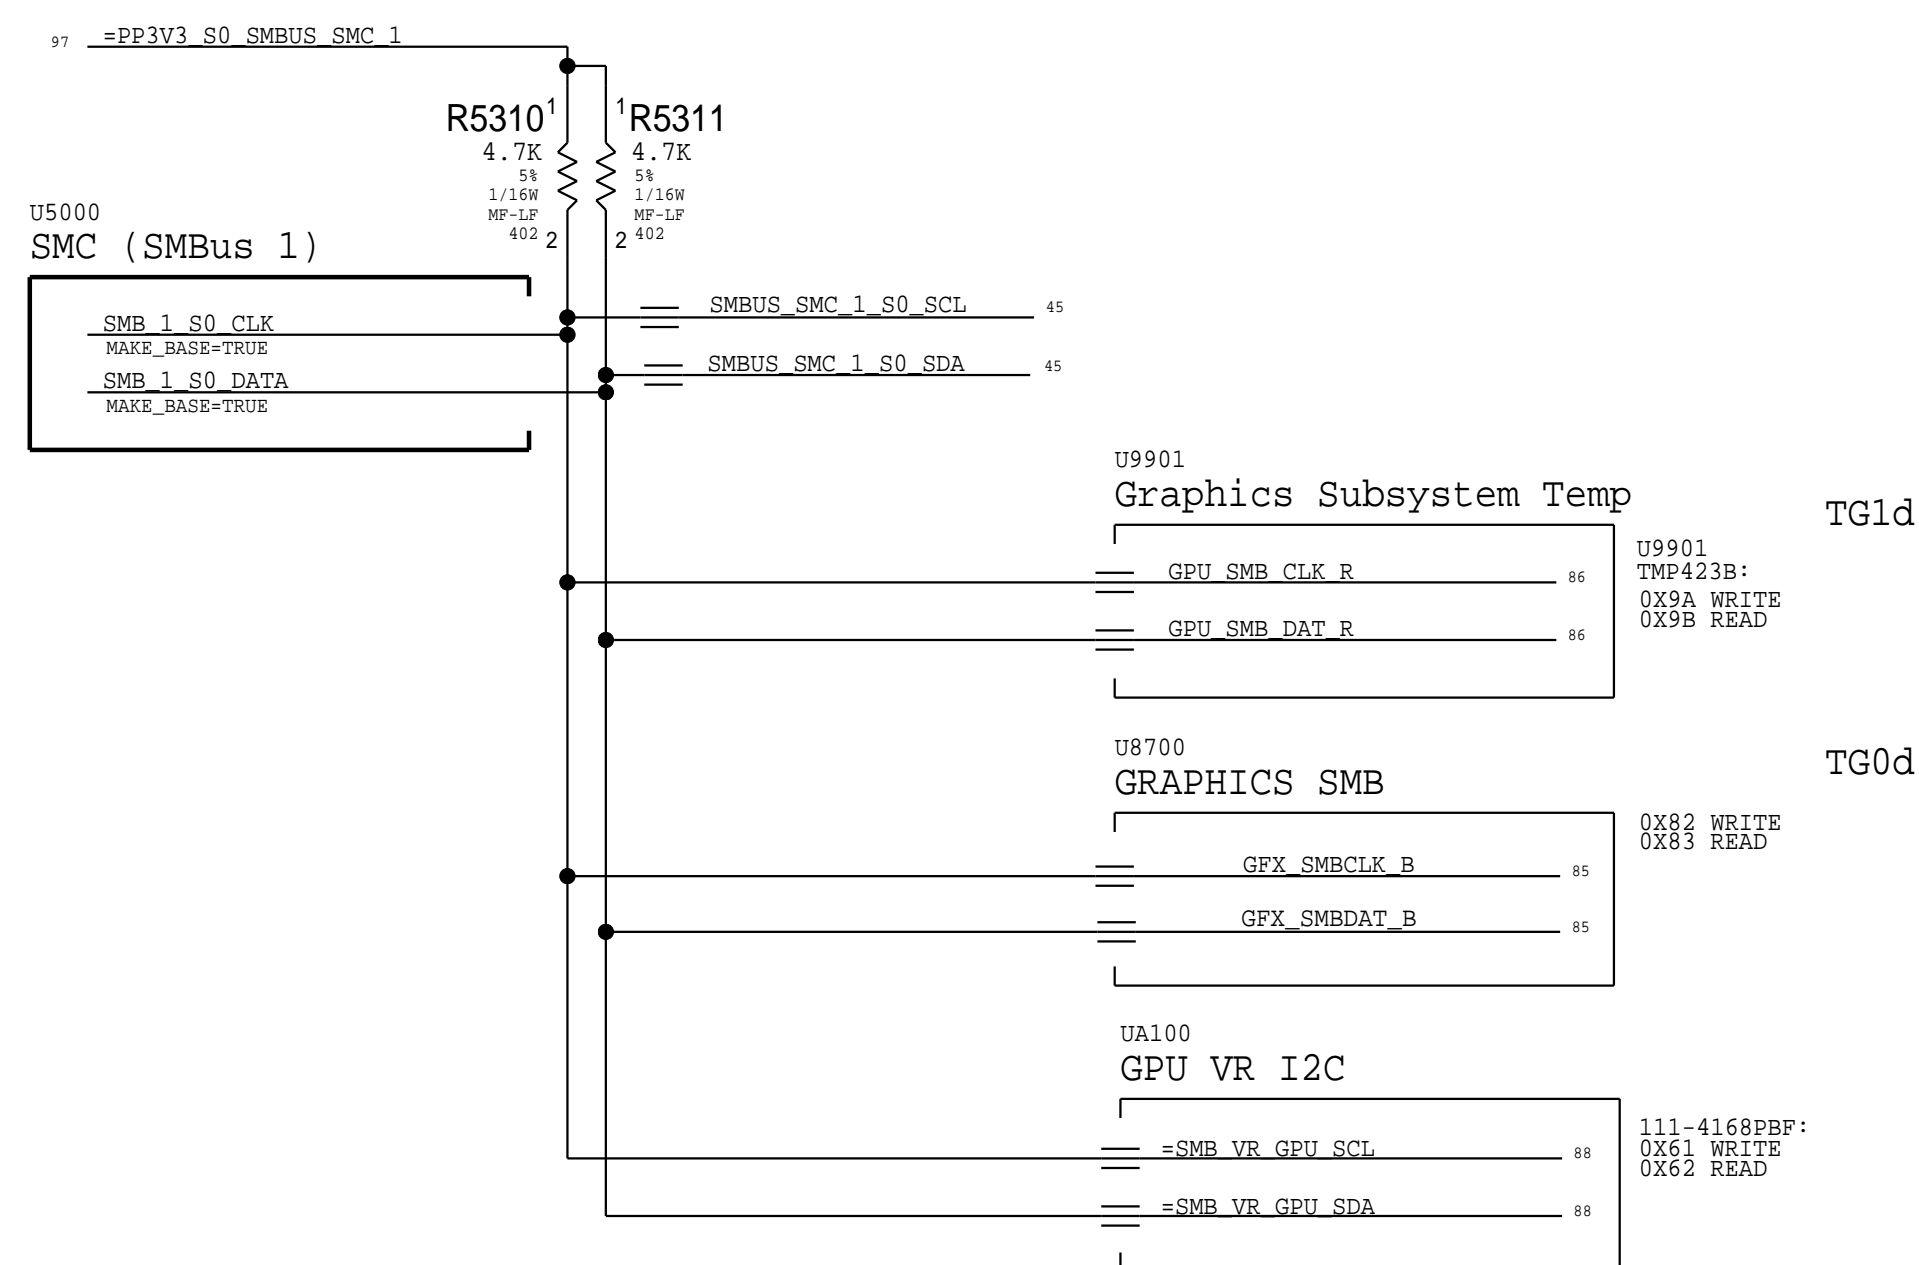 97 =PP3V3_S0_SMBUS_SMC_1
R5310 1
4.7K
5%
1/16W
MF-LF
402 2
1 R5311
4.7K
5%
1/16W
MF-LF
2 402
U5000
SMC (SMBus 1)
SMB_1_S0_CLK
MAKE_BASE=TRUE
SMB_1_S0_DATA
MAKE_BASE=TRUE
SMBUS_SMC_1_S0_SCL 45
SMBUS_SMC_1_S0_SDA 45
U9901
Graphics Subsystem Temp
TG1d
GPU_SMB_CLK_R 86
GPU_SMB_DAT_R 86
U9901
TMP423B:
0X9A WRITE
0X9B READ
U8700
GRAPHICS SMB
TG0d
GFX_SMBCLK_B 85
GFX_SMBDAT_B 85
0X82 WRITE
0X83 READ
UA100
GPU VR I2C
=SMB_VR_GPU_SCL 88
=SMB_VR_GPU_SDA 88
111-4168PBF:
0X61 WRITE
0X62 READ